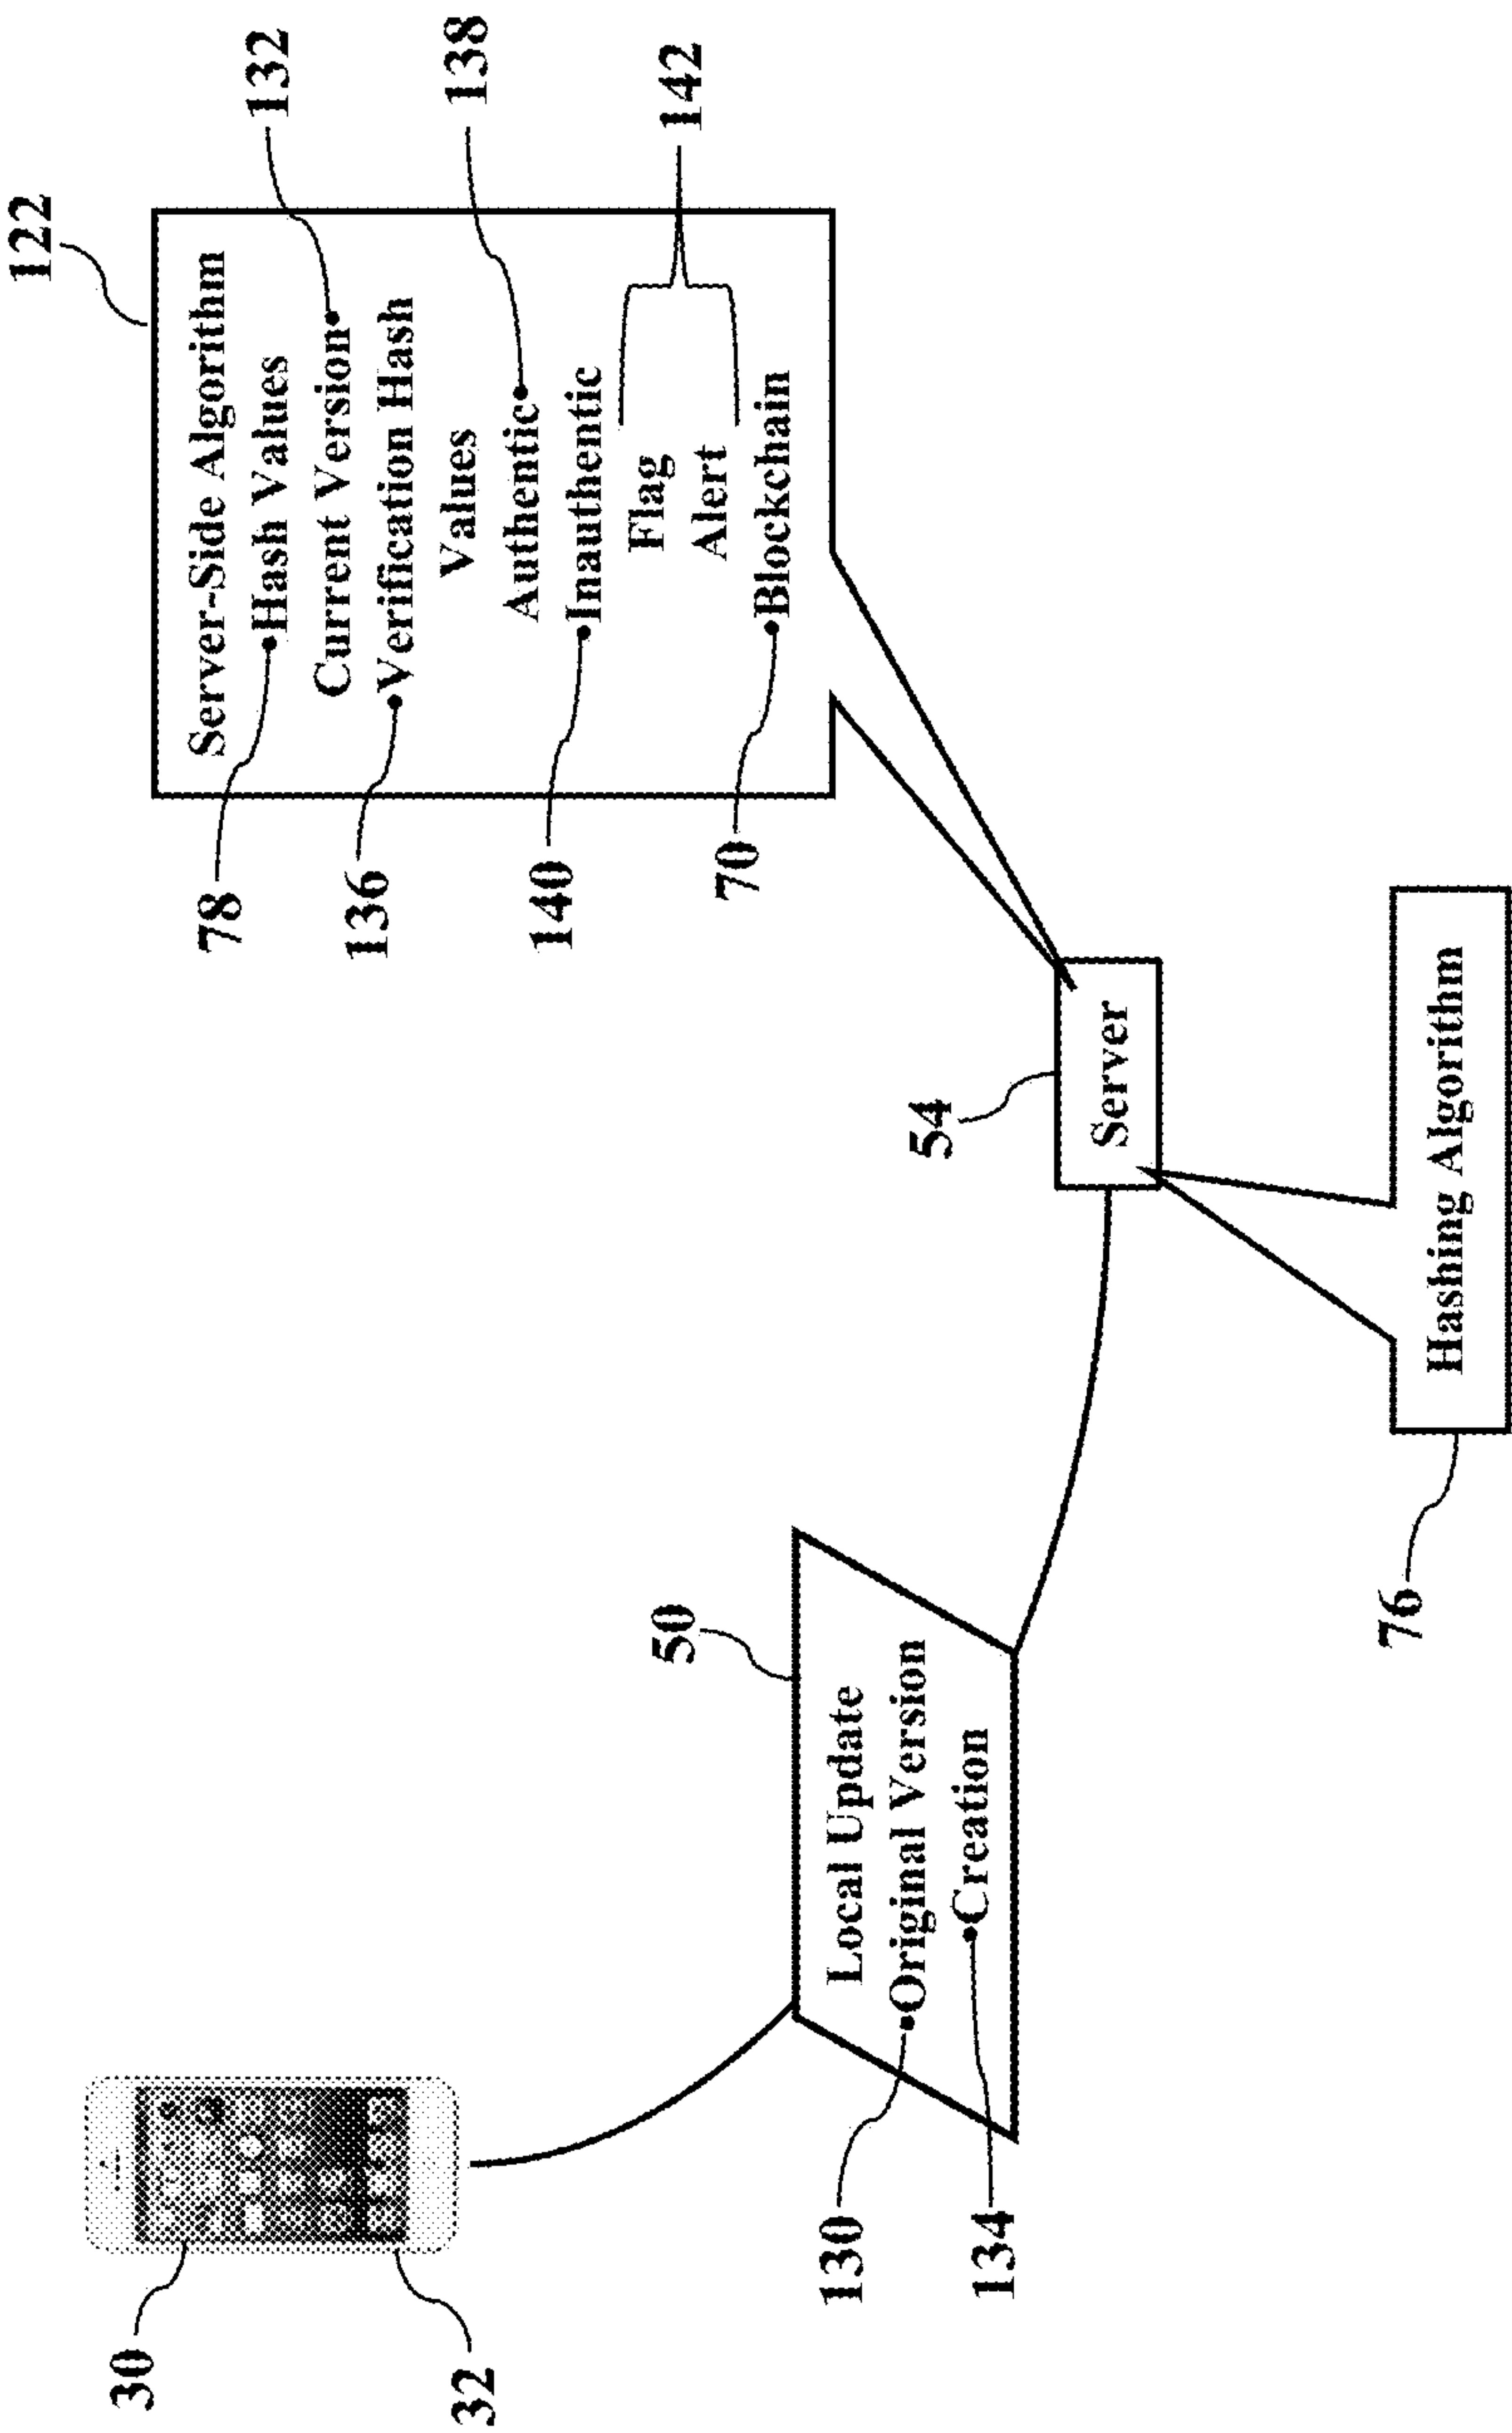 122
Server-Side Algorithm
78
Hash Values
Current Version
132
136
Verification Hash
Values
Authentic
138
140
Inauthentic
Flag
Alert
142
70
Blockchain
30
32
50
Local Update
130
Original Version
134
Creation
54
Server
76
Hashing Algorithm